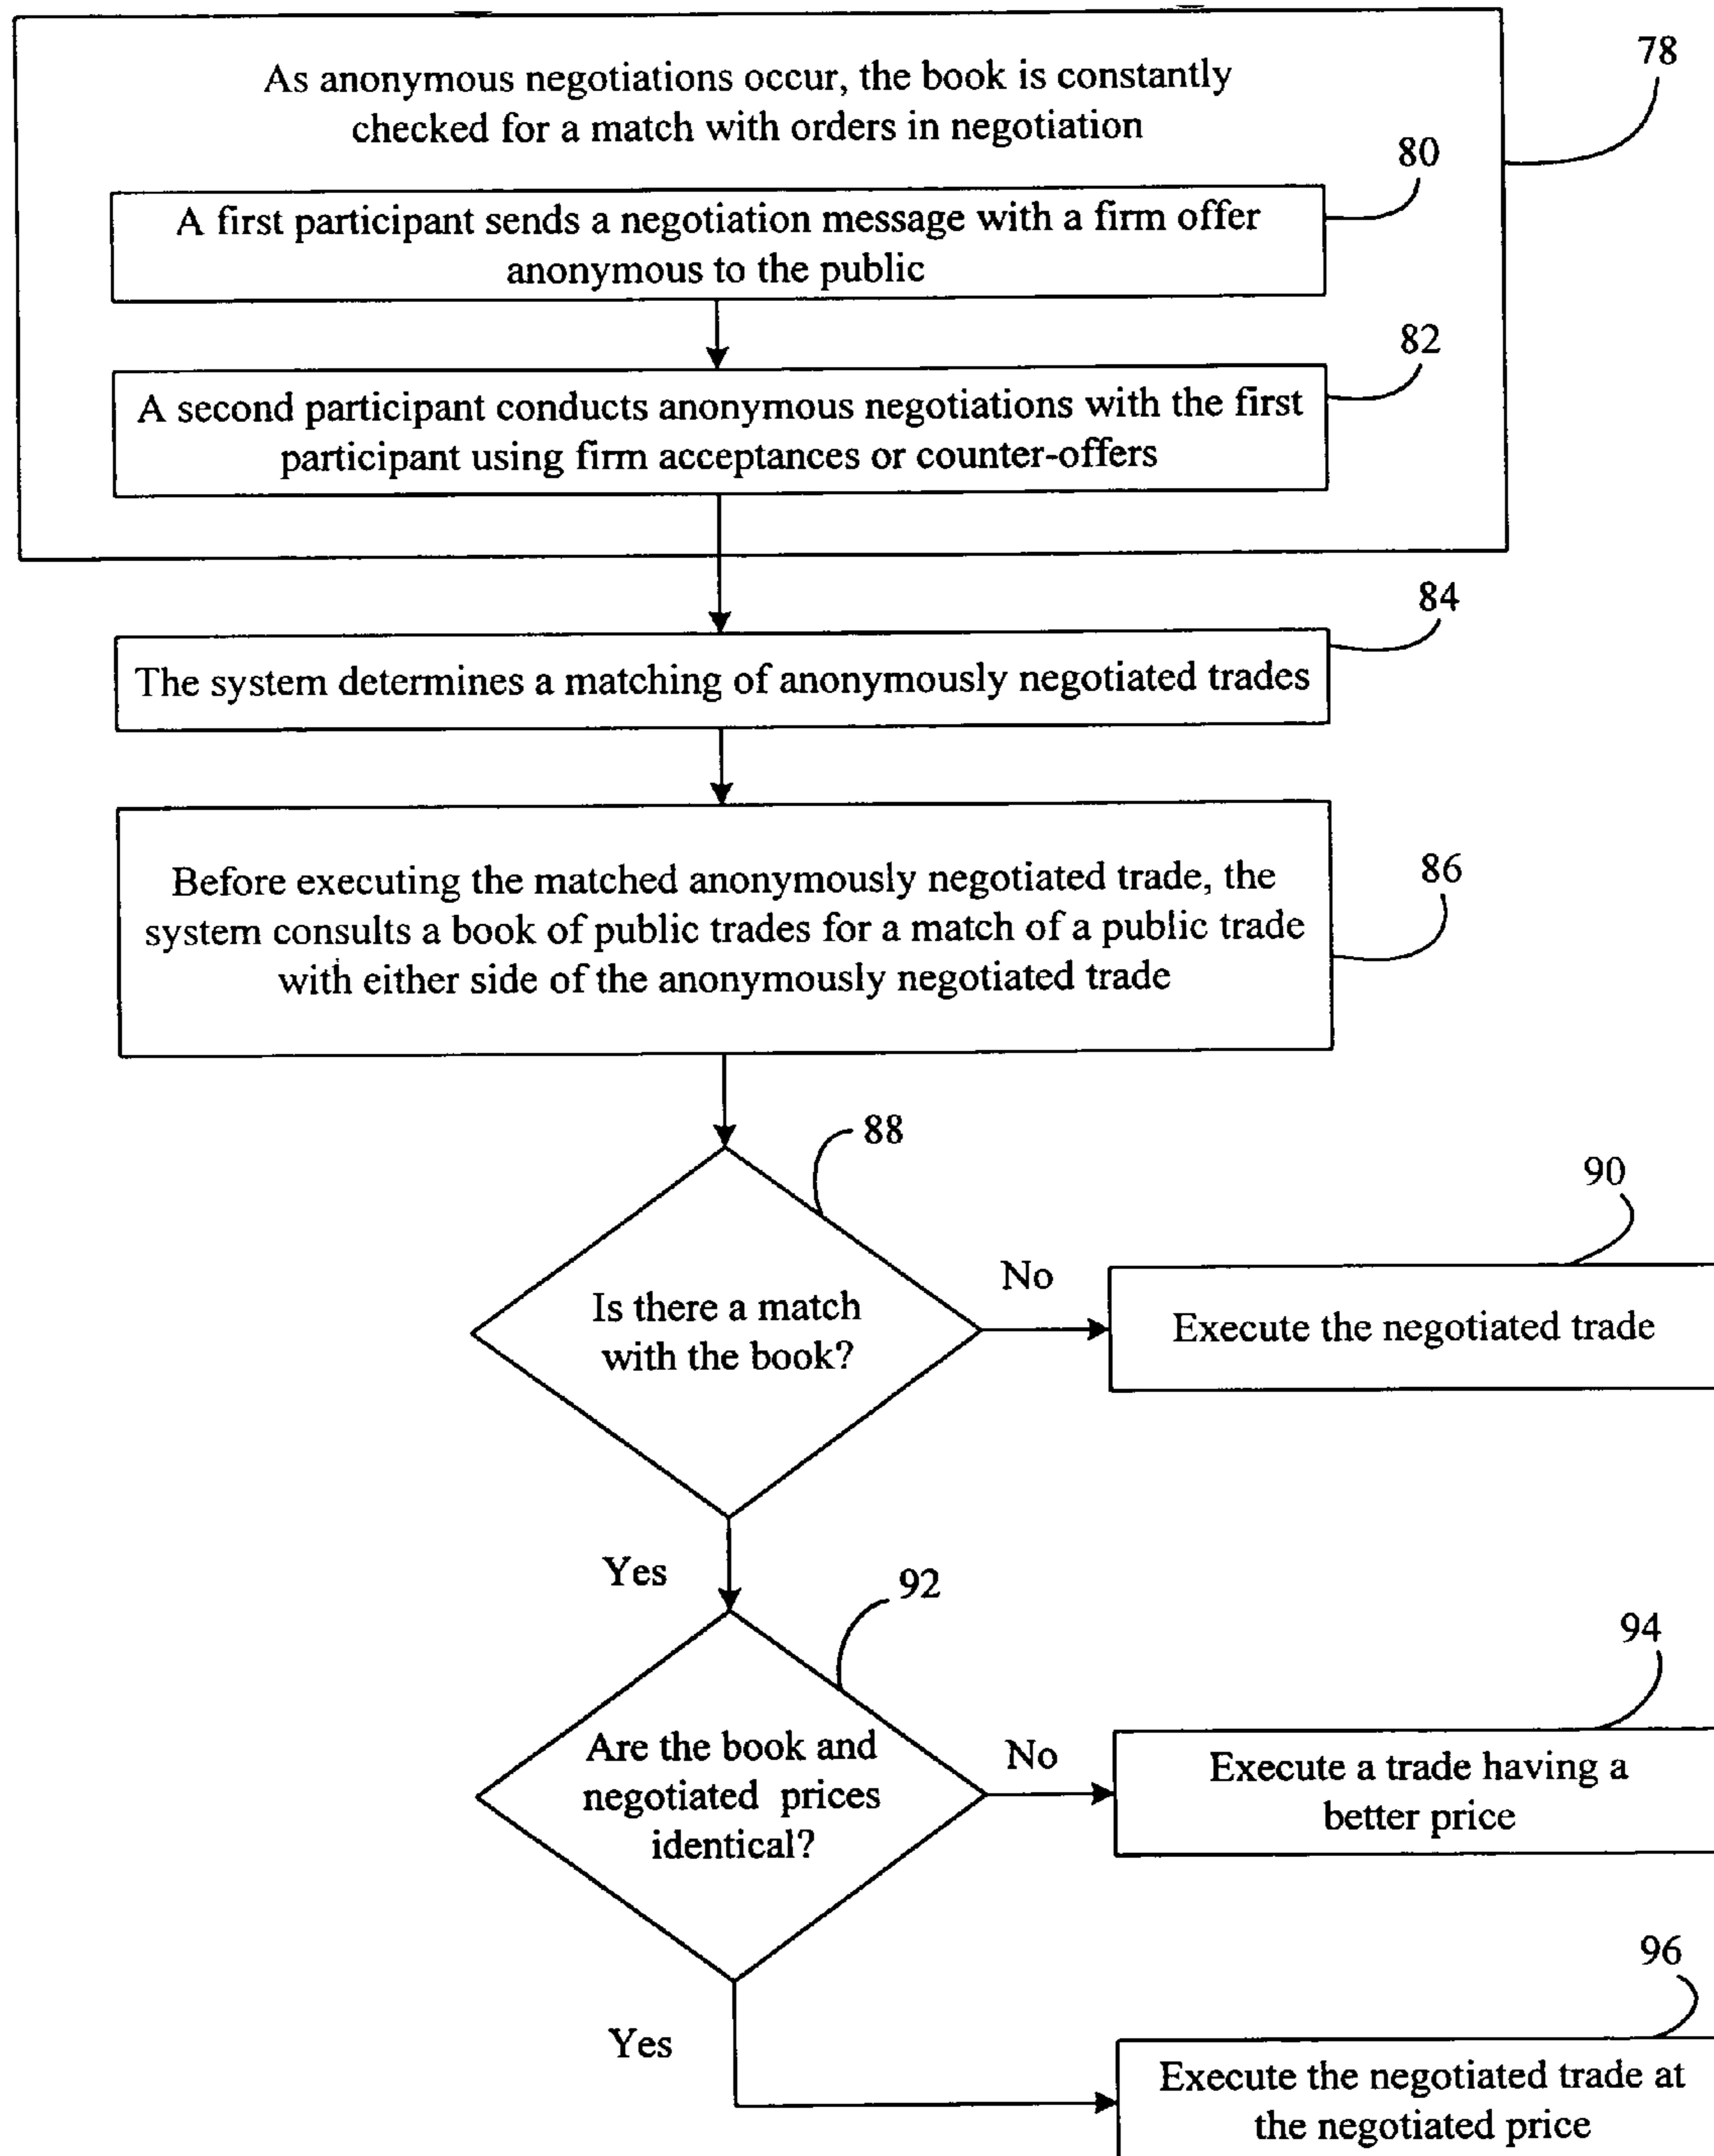 As anonymous negotiations occur, the book is constantly
checked for a match with orders in negotiation
78
80
A first participant sends a negotiation message with a firm offer
anonymous to the public
82
A second participant conducts anonymous negotiations with the first
participant using firm acceptances or counter-offers
84
The system determines a matching of anonymously negotiated trades
86
Before executing the matched anonymously negotiated trade, the
system consults a book of public trades for a match of a public trade
with either side of the anonymously negotiated trade
88
Is there a match
with the book?
No
90
Execute the negotiated trade
Yes
92
Are the book and
negotiated prices
identical?
No
94
Execute a trade having a
better price
Yes
96
Execute the negotiated trade at
the negotiated price